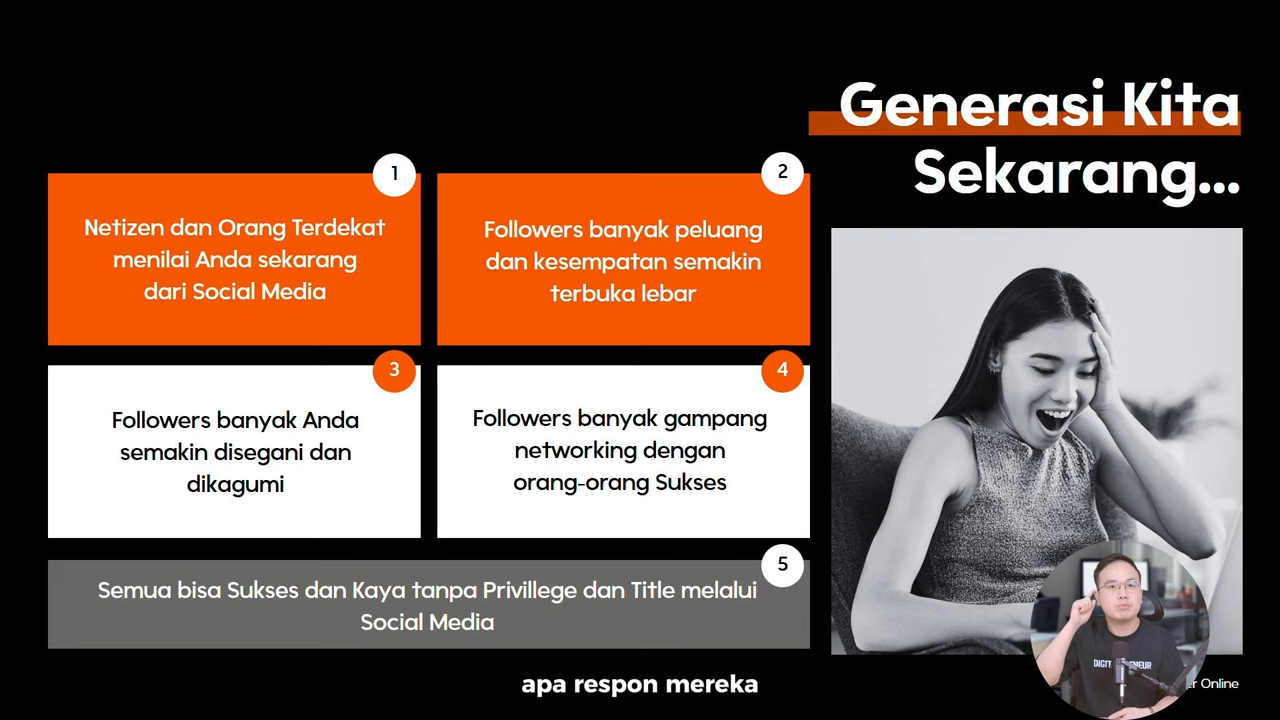 Generasi Kita
Sekarang...
1
Netizen dan Orang Terdekat
menilai Anda sekarang
dari Social Media
2
Followers banyak peluang
dan kesempatan semakin
terbuka lebar
3
Followers banyak Anda
semakin disegani dan
dikagumi
4
Followers banyak gampang
networking dengan
orang-orang Sukses
5
Semua bisa Sukses dan Kaya tanpa Privillege dan Title melalui
Social Media
apa respon mereka
Online